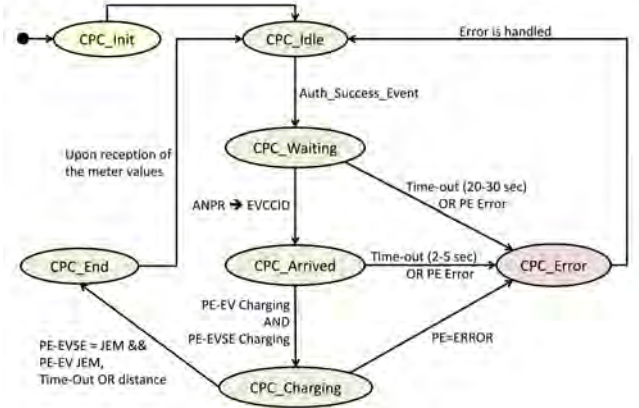 CPC_Init
CPC_Idle
Error is handled
Auth_Success_Event
CPC_Waiting
Upon reception of
the meter values
ANPR ➔ EVCCID
Time-out (20-30 sec)
OR PE Error
CPC_End
CPC_Arrived
Time-out (2-5 sec)
OR PE Error
CPC_Error
PE-EV Charging
AND
PE-EVSE Charging
PE-EVSE = JEM &&
PE-EV JEM,
Time-Out OR distance
PE=ERROR
CPC_Charging